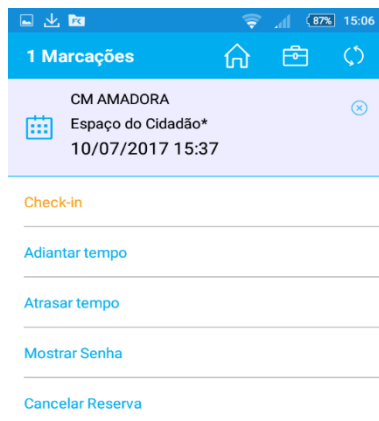 87% 15:06
1 Marcações
CM AMADORA
Espaço do Cidadão*
10/07/2017 15:37
Check-in
Adiantar tempo
Atrasar tempo
Mostrar Senha
Cancelar Reserva